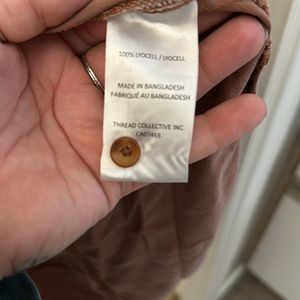 100% LYOCELL / LYOCELL
MADE IN BANGLADESH
FABRIQUÉ AU BANGLADESH
THREAD COLLECTIVE INC.
CA07465